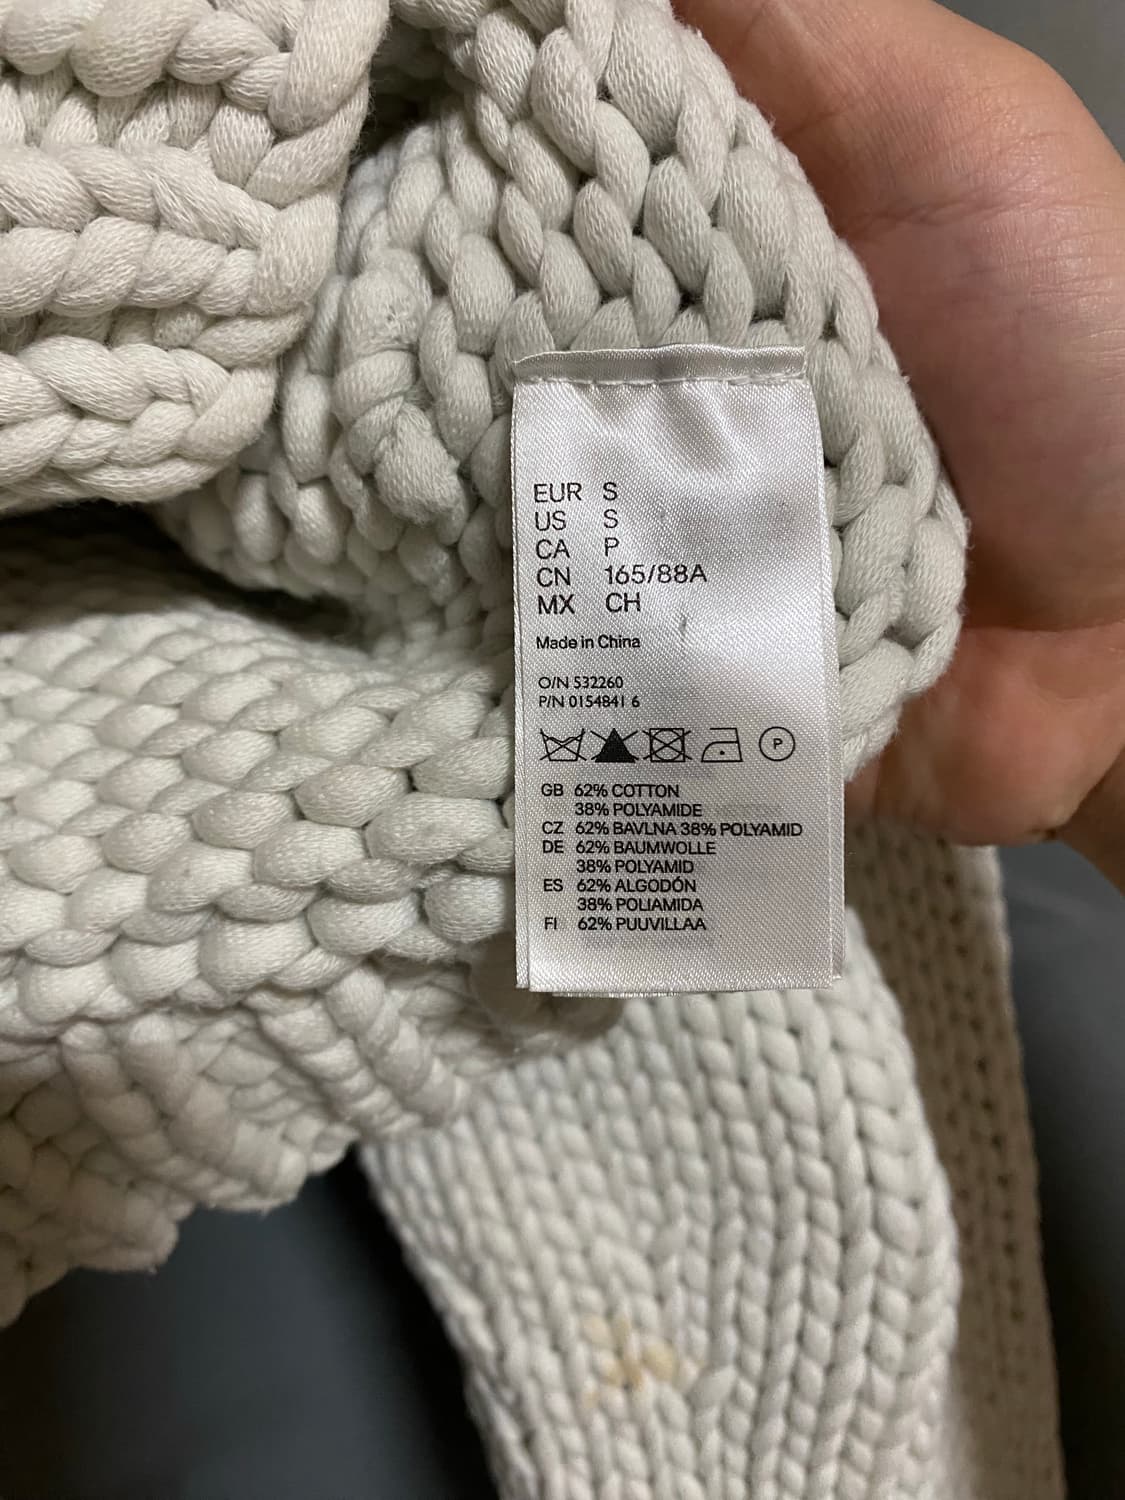 EUR S
US S
CA P
CN 165/88A
MX CH
Made in China
O/N 532260
P/N 0154841 6
P
GB 62% COTTON
38% POLYAMIDE
CZ 62% BAVLNA 38% POLYAMID
DE 62% BAUMWOLLE
38% POLYAMID
ES 62% ALGODÓN
38% POLIAMIDA
FI 62% PUUVILLAA